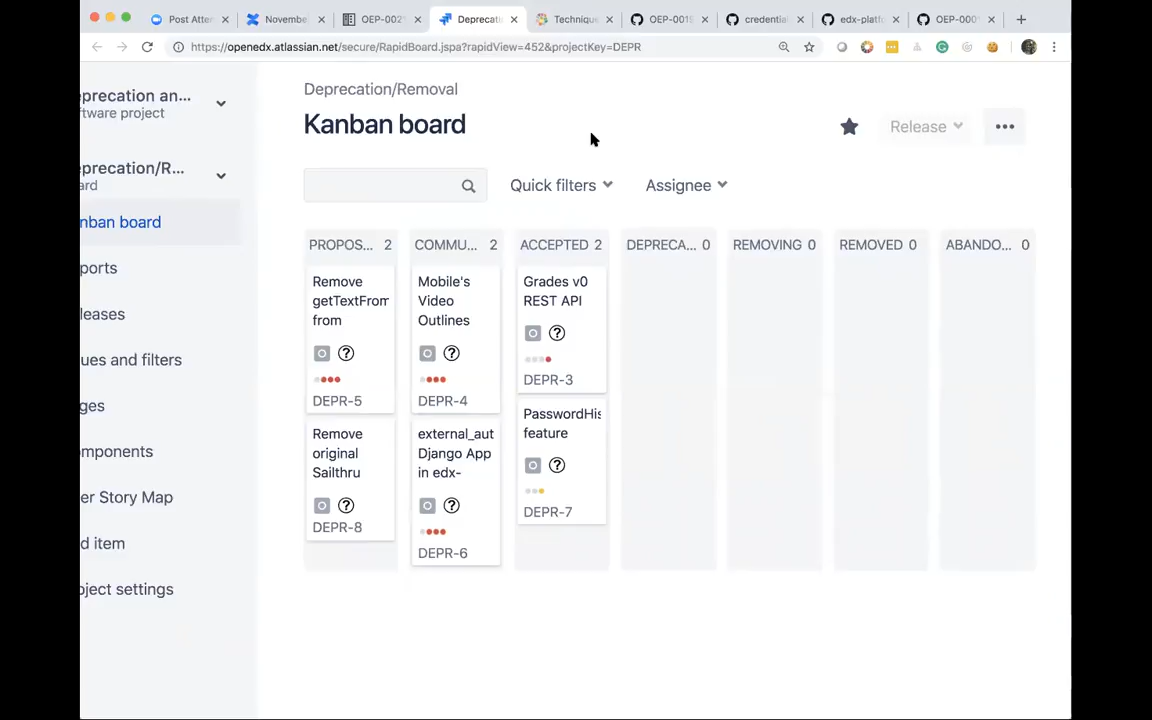 Post Atter
Novembe
OEP-002
Deprecati
Technique
OEP-0015
credential
edx-platf
OEP-000
https://openedx.atlassian.net/secure/RapidBoard.jspa?rapidView=452&projectKey=DEPR
eprecation an...
ftware project
eprecation/R...
ard
nban board
ports
leases
ues and filters
ges
mponents
er Story Map
d item
oject settings
Deprecation/Removal
Kanban board
Release
Quick filters
Assignee
PROPOS... 2
COMMU... 2
ACCEPTED 2
DEPRECA... 0
REMOVING 0
REMOVED 0
ABANDO... 0
Remove
getTextFrom
from
DEPR-5
Remove
original
Sailthru
DEPR-8
Mobile's
Video
Outlines
DEPR-4
external_aut
Django App
in edx-
DEPR-6
Grades v0
REST API
DEPR-3
PasswordHis
feature
DEPR-7